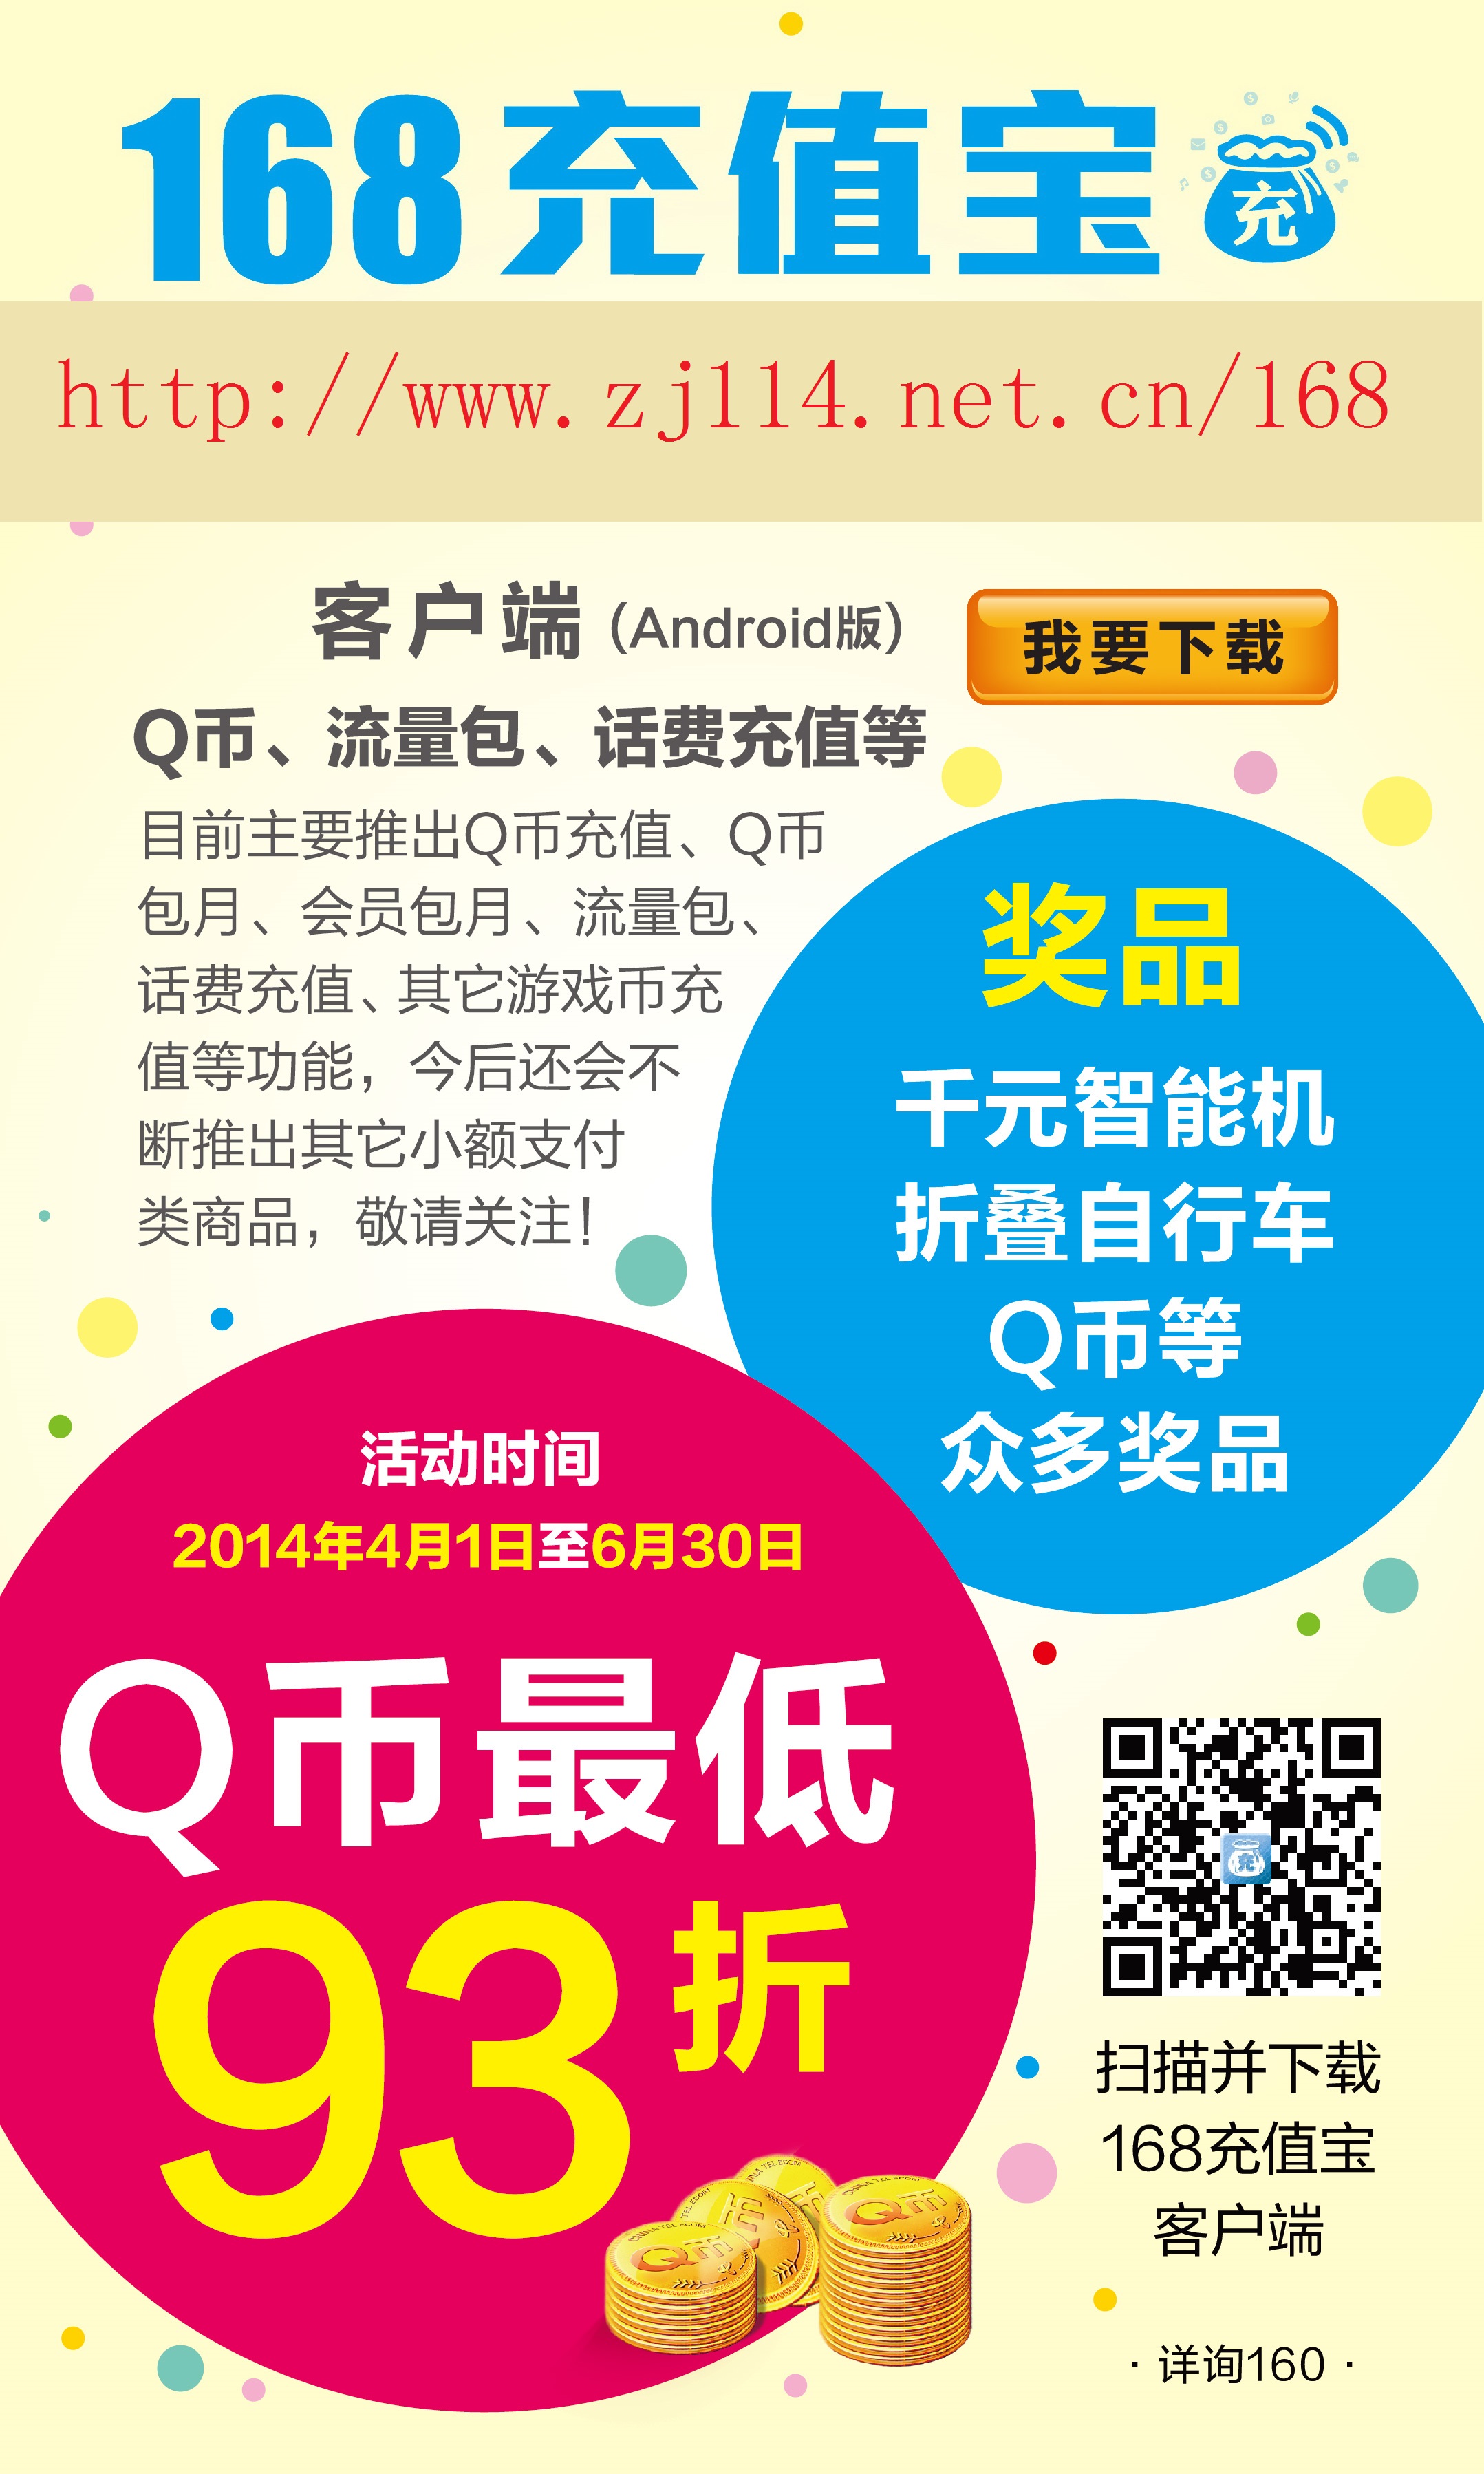 168充值宝
充
http://www.zj114.net.cn/168
客户端（Android版）
我要下载
Q币、流量包、话费充值等
目前主要推出Q币充值、Q币
包月、会员包月、流量包、
话费充值、其它游戏币充
值等功能，今后还会不
断推出其它小额支付
类商品，敬请关注！
奖品
千元智能机
折叠自行车
Q币等
众多奖品
活动时间
2014年4月1日至6月30日
Q币最低
93折
充
扫描并下载
168充值宝
客户端
CHINA TELECOM
Q币
Q币
· 详询160 ·